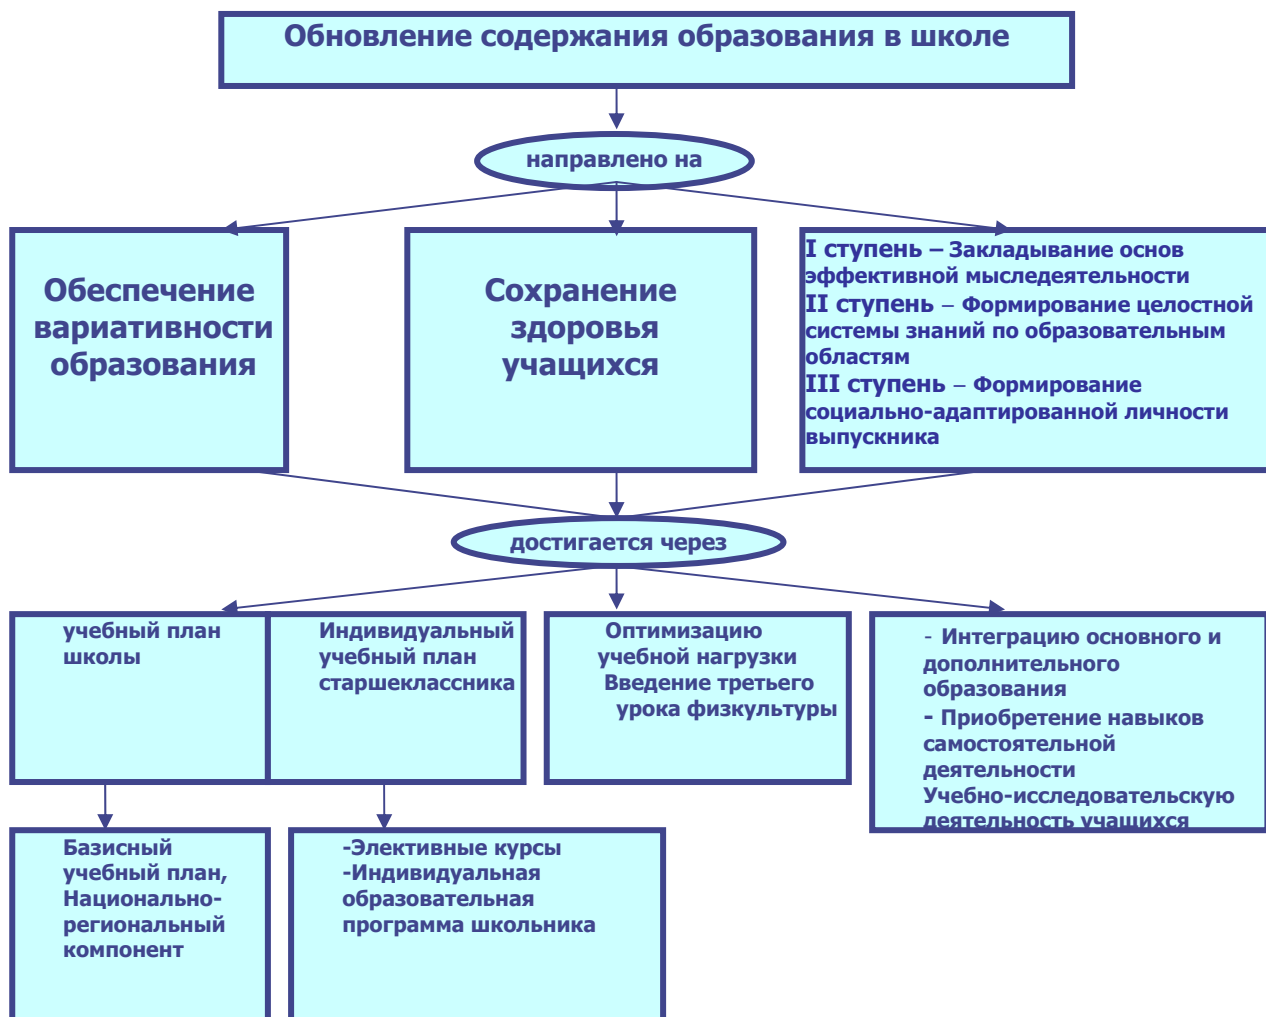 Обновление содержания образования в школе
направлено на
Обеспечение
вариативности
образования
Сохранение
здоровья
учащихся
I ступень – Закладывание основ
эффективной мыследеятельности
II ступень – Формирование целостной
системы знаний по образовательным
областям
III ступень – Формирование
социально-адаптированной личности
выпускника
достигается через
учебный план
школы
Индивидуальный
учебный план
старшеклассника
Оптимизацию
учебной нагрузки
Введение третьего
урока физкультуры
- Интеграцию основного и
дополнительного
образования
- Приобретение навыков
самостоятельной
деятельности
Учебно-исследовательскую
деятельность учащихся
Базисный
учебный план,
Национально-
региональный
компонент
-Элективные курсы
-Индивидуальная
образовательная
программа школьника